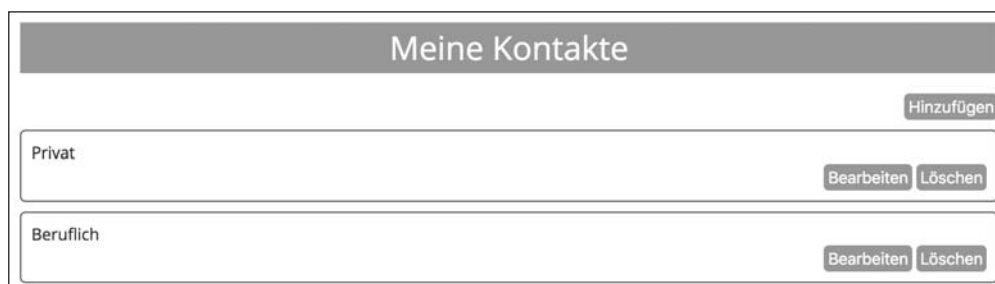 Meine Kontakte
Hinzufügen
Privat
Bearbeiten Löschen
Beruflich
Bearbeiten Löschen